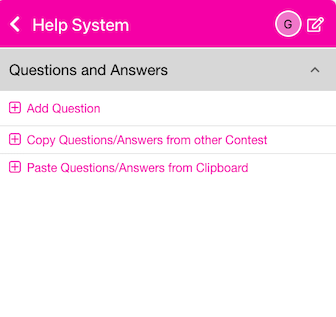 Help System
G
Questions and Answers
Add Question
Copy Questions/Answers from other Contest
Paste Questions/Answers from Clipboard